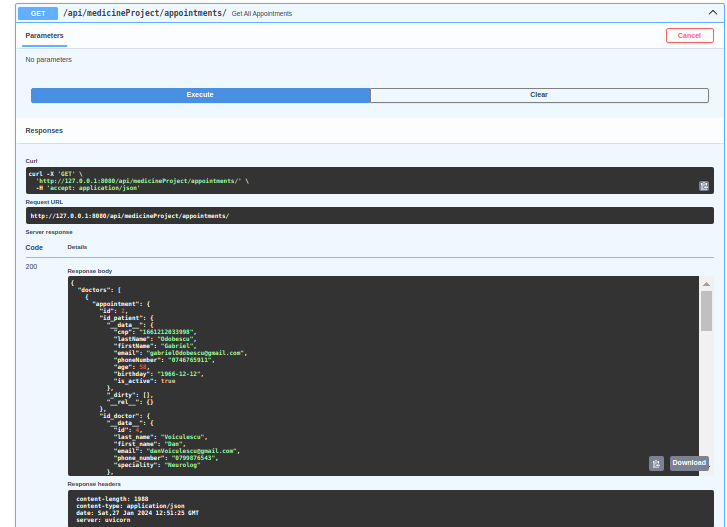 GET /api/medicineProject/appointments/ Get All Appointments
Parameters
Cancel
No parameters
Execute
Clear
Responses
Curl
curl -X 'GET' \
'http://127.0.0.1:8080/api/medicineProject/appointments/' \
-H 'accept: application/json'
Request URL
http://127.0.0.1:8080/api/medicineProject/appointments/
Server response
Code Details
200
Response body
{
"doctors": [
{
"appointment": {
"id": 2,
"id_patient": {
"__data__": {
"cnp": "1661212033998",
"lastName": "Odobescu",
"firstName": "Gabriel",
"email": "gabrielOdobescu@gmail.com",
"phoneNumber": "0746765911",
"age": 58,
"birthday": "1966-12-12",
"is_active": true
},
"_dirty": [],
"__rel__": {}
},
"id_doctor": {
"__data__": {
"id": 4,
"last_name": "Voiculescu",
"first_name": "Dan",
"email": "danVoiculescu@gmail.com",
"phone_number": "0799876543",
"speciality": "Neurolog"
},
Download
Response headers
content-length: 1988
content-type: application/json
date: Sat,27 Jan 2024 12:51:25 GMT
server: uvicorn